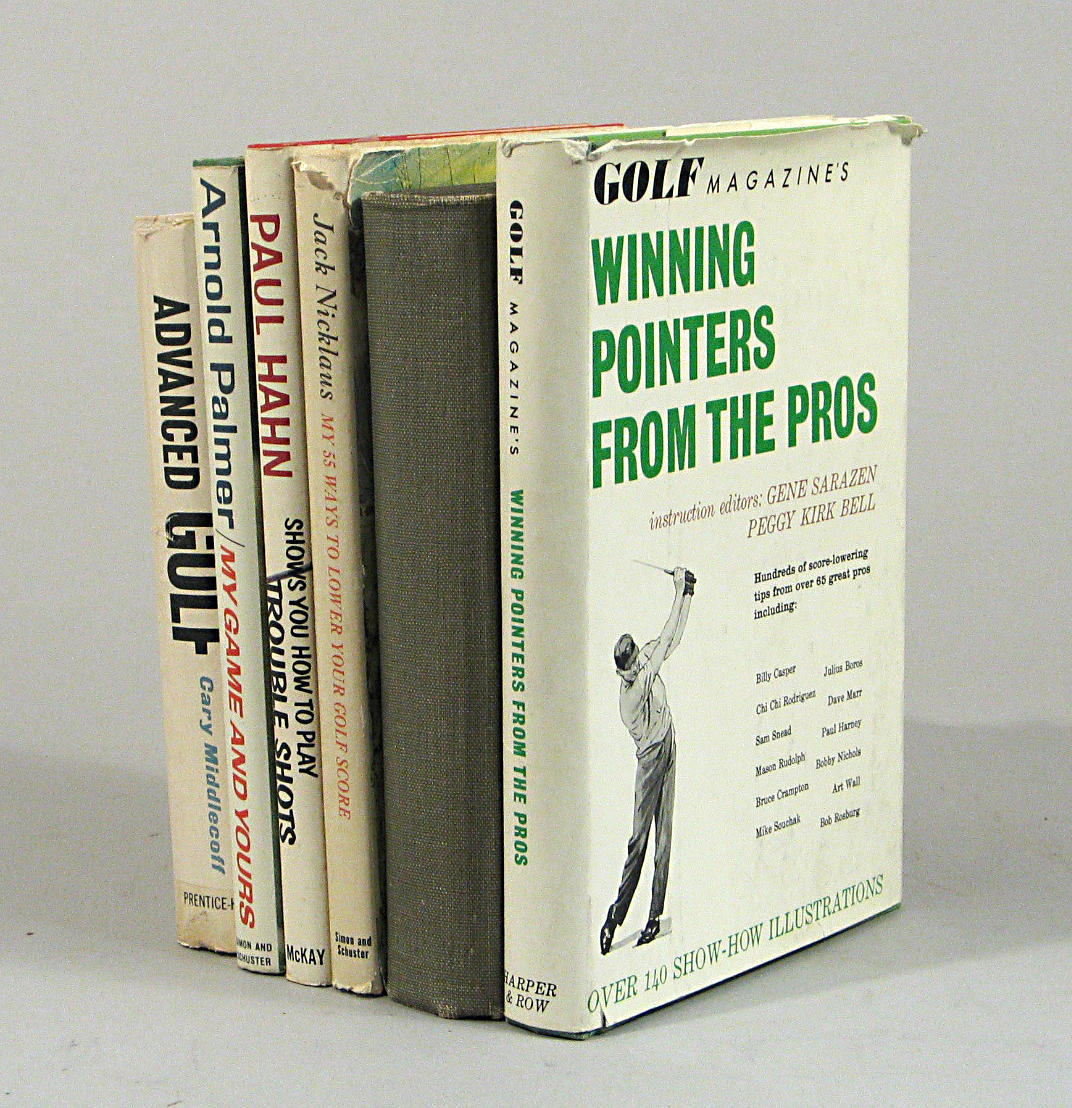 ADVANCED GOLF Cary Middlecoff
PRENTICE-H
Arnold Palmer/MY GAME AND YOURS
SIMON AND
SCHUSTER
PAUL HAHN
SHOWS YOU HOW TO PLAY
TROUBLE SHOTS
McKAY
Jack Nicklaus MY 55 WAYS TO LOWER YOUR GOLF SCORE
Simon and
Schuster
GOLF MAGAZINE'S WINNING POINTERS FROM THE PROS
HARPER
& ROW
GOLF MAGAZINE'S
WINNING
POINTERS
FROM THE PROS
instruction editors: GENE SARAZEN
PEGGY KIRK BELL
Hundreds of score-lowering
tips from over 65 great pros
including:
Billy Casper Julius Boros
Chi Chi Rodriguez Dave Marr
Sam Snead Paul Harney
Mason Rudolph Bobby Nichols
Bruce Crampton Art Wall
Mike Souchak Bob Rosburg
OVER 140 SHOW-HOW ILLUSTRATIONS